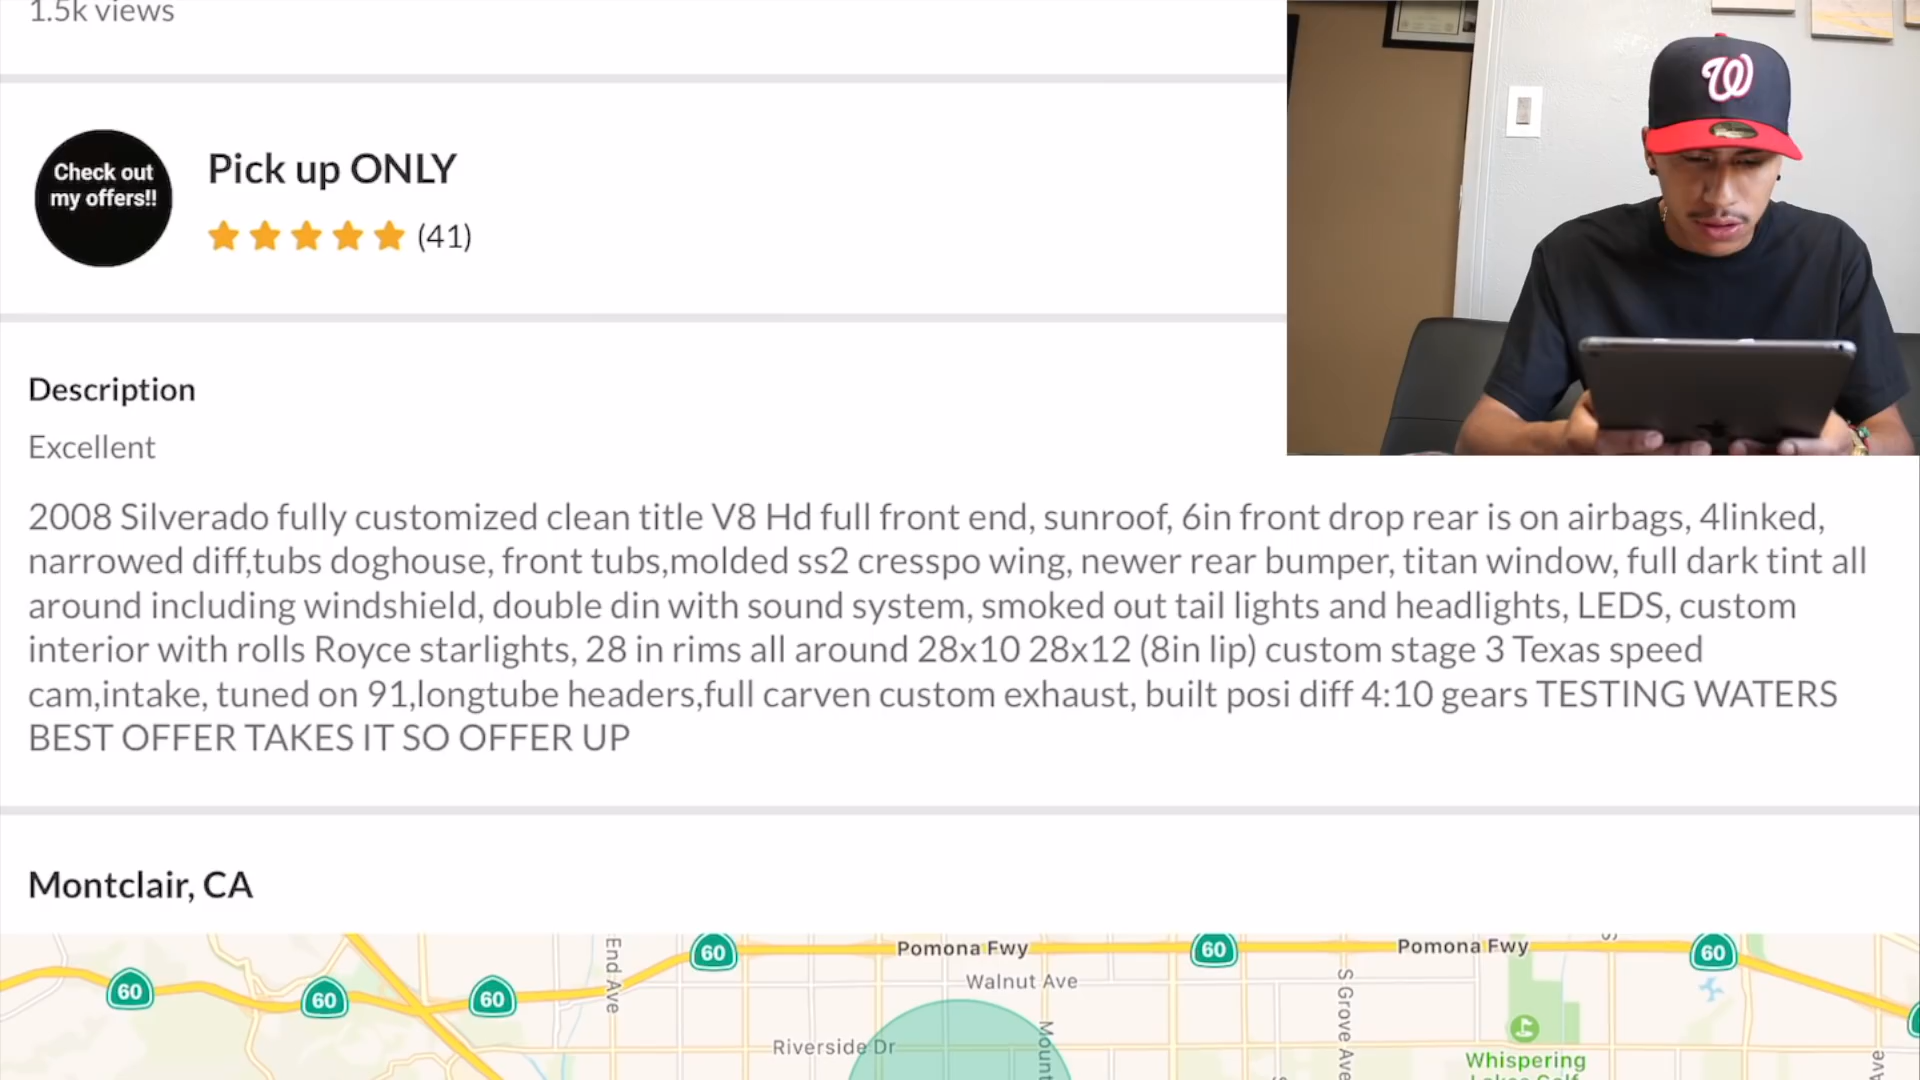 1.5k views
Check out
my offers!!
Pick up ONLY
(41)
W
Description
Excellent
2008 Silverado fully customized clean title V8 Hd full front end, sunroof, 6in front drop rear is on airbags, 4linked,
narrowed diff,tubs doghouse, front tubs,molded ss2 cresspo wing, newer rear bumper, titan window, full dark tint all
around including windshield, double din with sound system, smoked out tail lights and headlights, LEDS, custom
interior with rolls Royce starlights, 28 in rims all around 28x10 28x12 (8in lip) custom stage 3 Texas speed
cam,intake, tuned on 91,longtube headers,full carven custom exhaust, built posi diff 4:10 gears TESTING WATERS
BEST OFFER TAKES IT SO OFFER UP
Montclair, CA
60
60
60
60
60
60
Pomona Fwy
Pomona Fwy
End Ave
Walnut Ave
S Grove Ave
Riverside Dr
Mount
Whispering